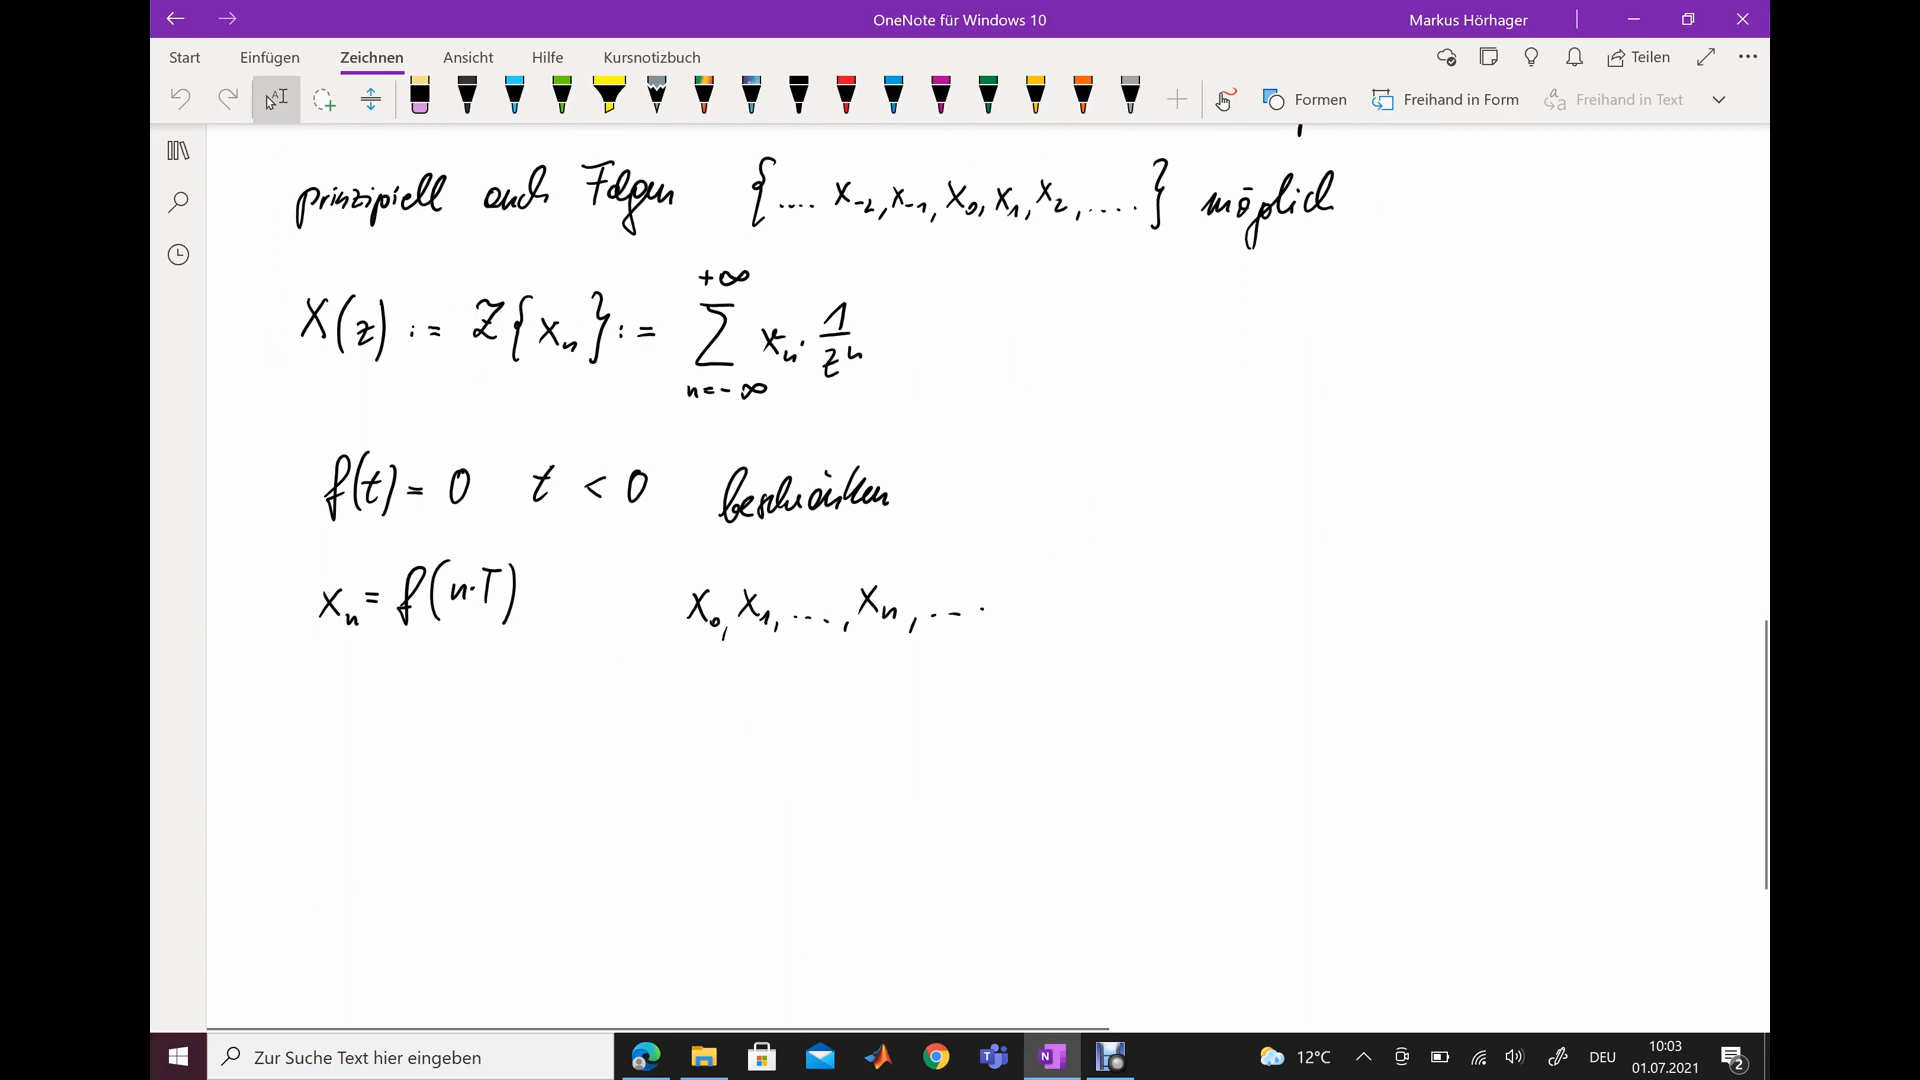 OneNote für Windows 10
Markus Hörhager
Start Einfügen Zeichnen Ansicht Hilfe Kursnotizbuch
Teilen
Formen Freihand in Form Freihand in Text
prinzipiell auch Folgen {.... x₋₂, x₋₁, x₀, x₁, x₂, ....} möglich
X(z) := Z{xₙ} := ∑_{n=-∞}^{+∞} xₙ · 1/zⁿ
f(t) = 0 t < 0 beschränken
xₙ = f(n·T) x₀, x₁, ...., xₙ, ....
Zur Suche Text hier eingeben
12°C
DEU
10:03
01.07.2021
2